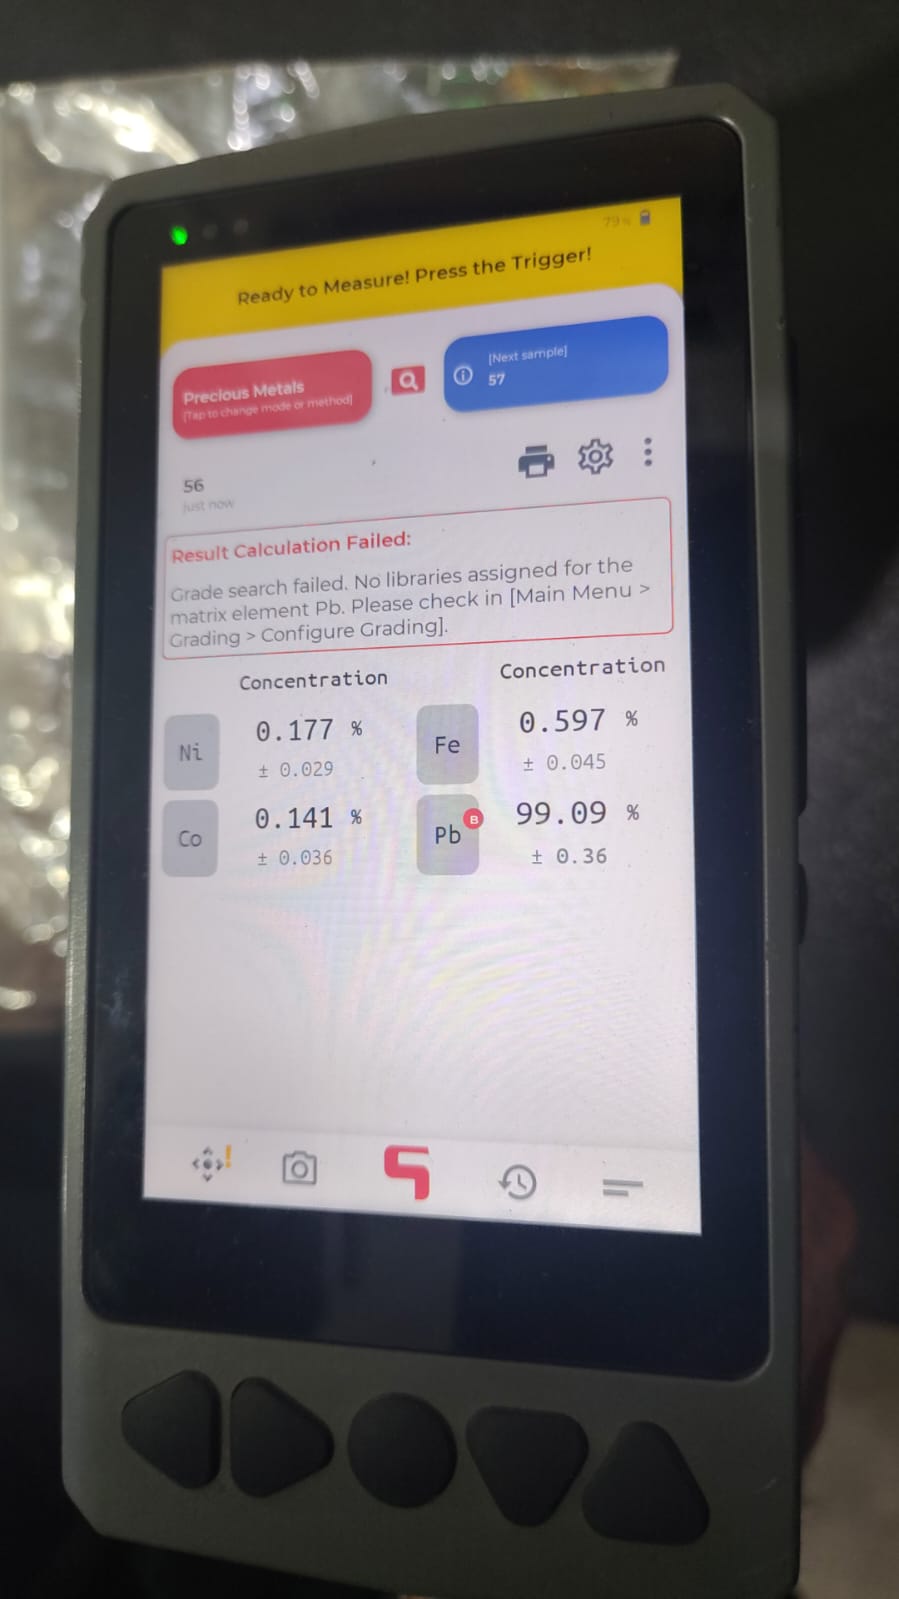 79%
Ready to Measure! Press the Trigger!
Precious Metals
[Tap to change mode or method]
[Next sample]
57
56
just now
Result Calculation Failed:
Grade search failed. No libraries assigned for the
matrix element Pb. Please check in [Main Menu >
Grading > Configure Grading].
Concentration Concentration
Ni 0.177 % Fe 0.597 %
± 0.029 ± 0.045
Co 0.141 % Pb B 99.09 %
± 0.036 ± 0.36